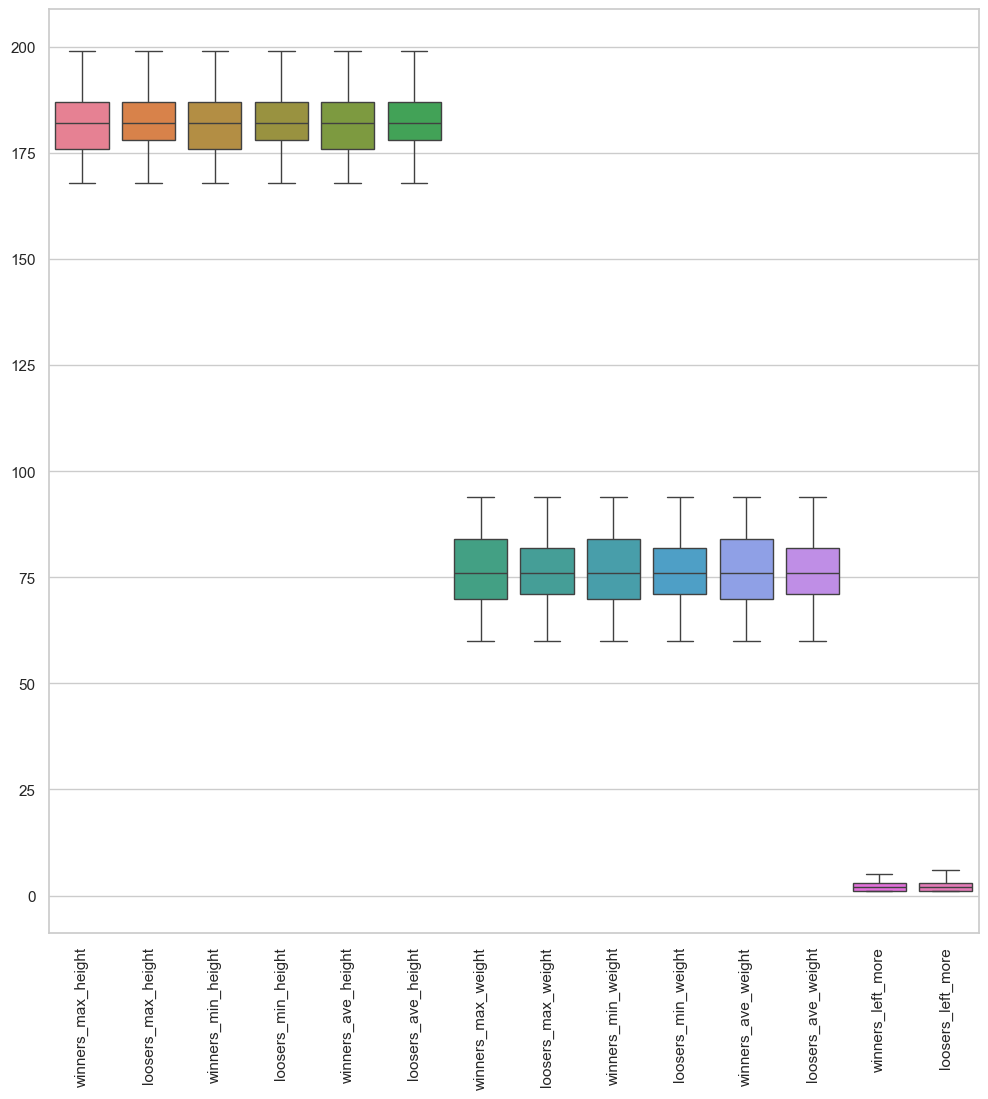 200
175
150
125
100
75
50
25
0
winners_max_height
loosers_max_height
winners_min_height
loosers_min_height
winners_ave_height
loosers_ave_height
winners_max_weight
loosers_max_weight
winners_min_weight
loosers_min_weight
winners_ave_weight
loosers_ave_weight
winners_left_more
loosers_left_more